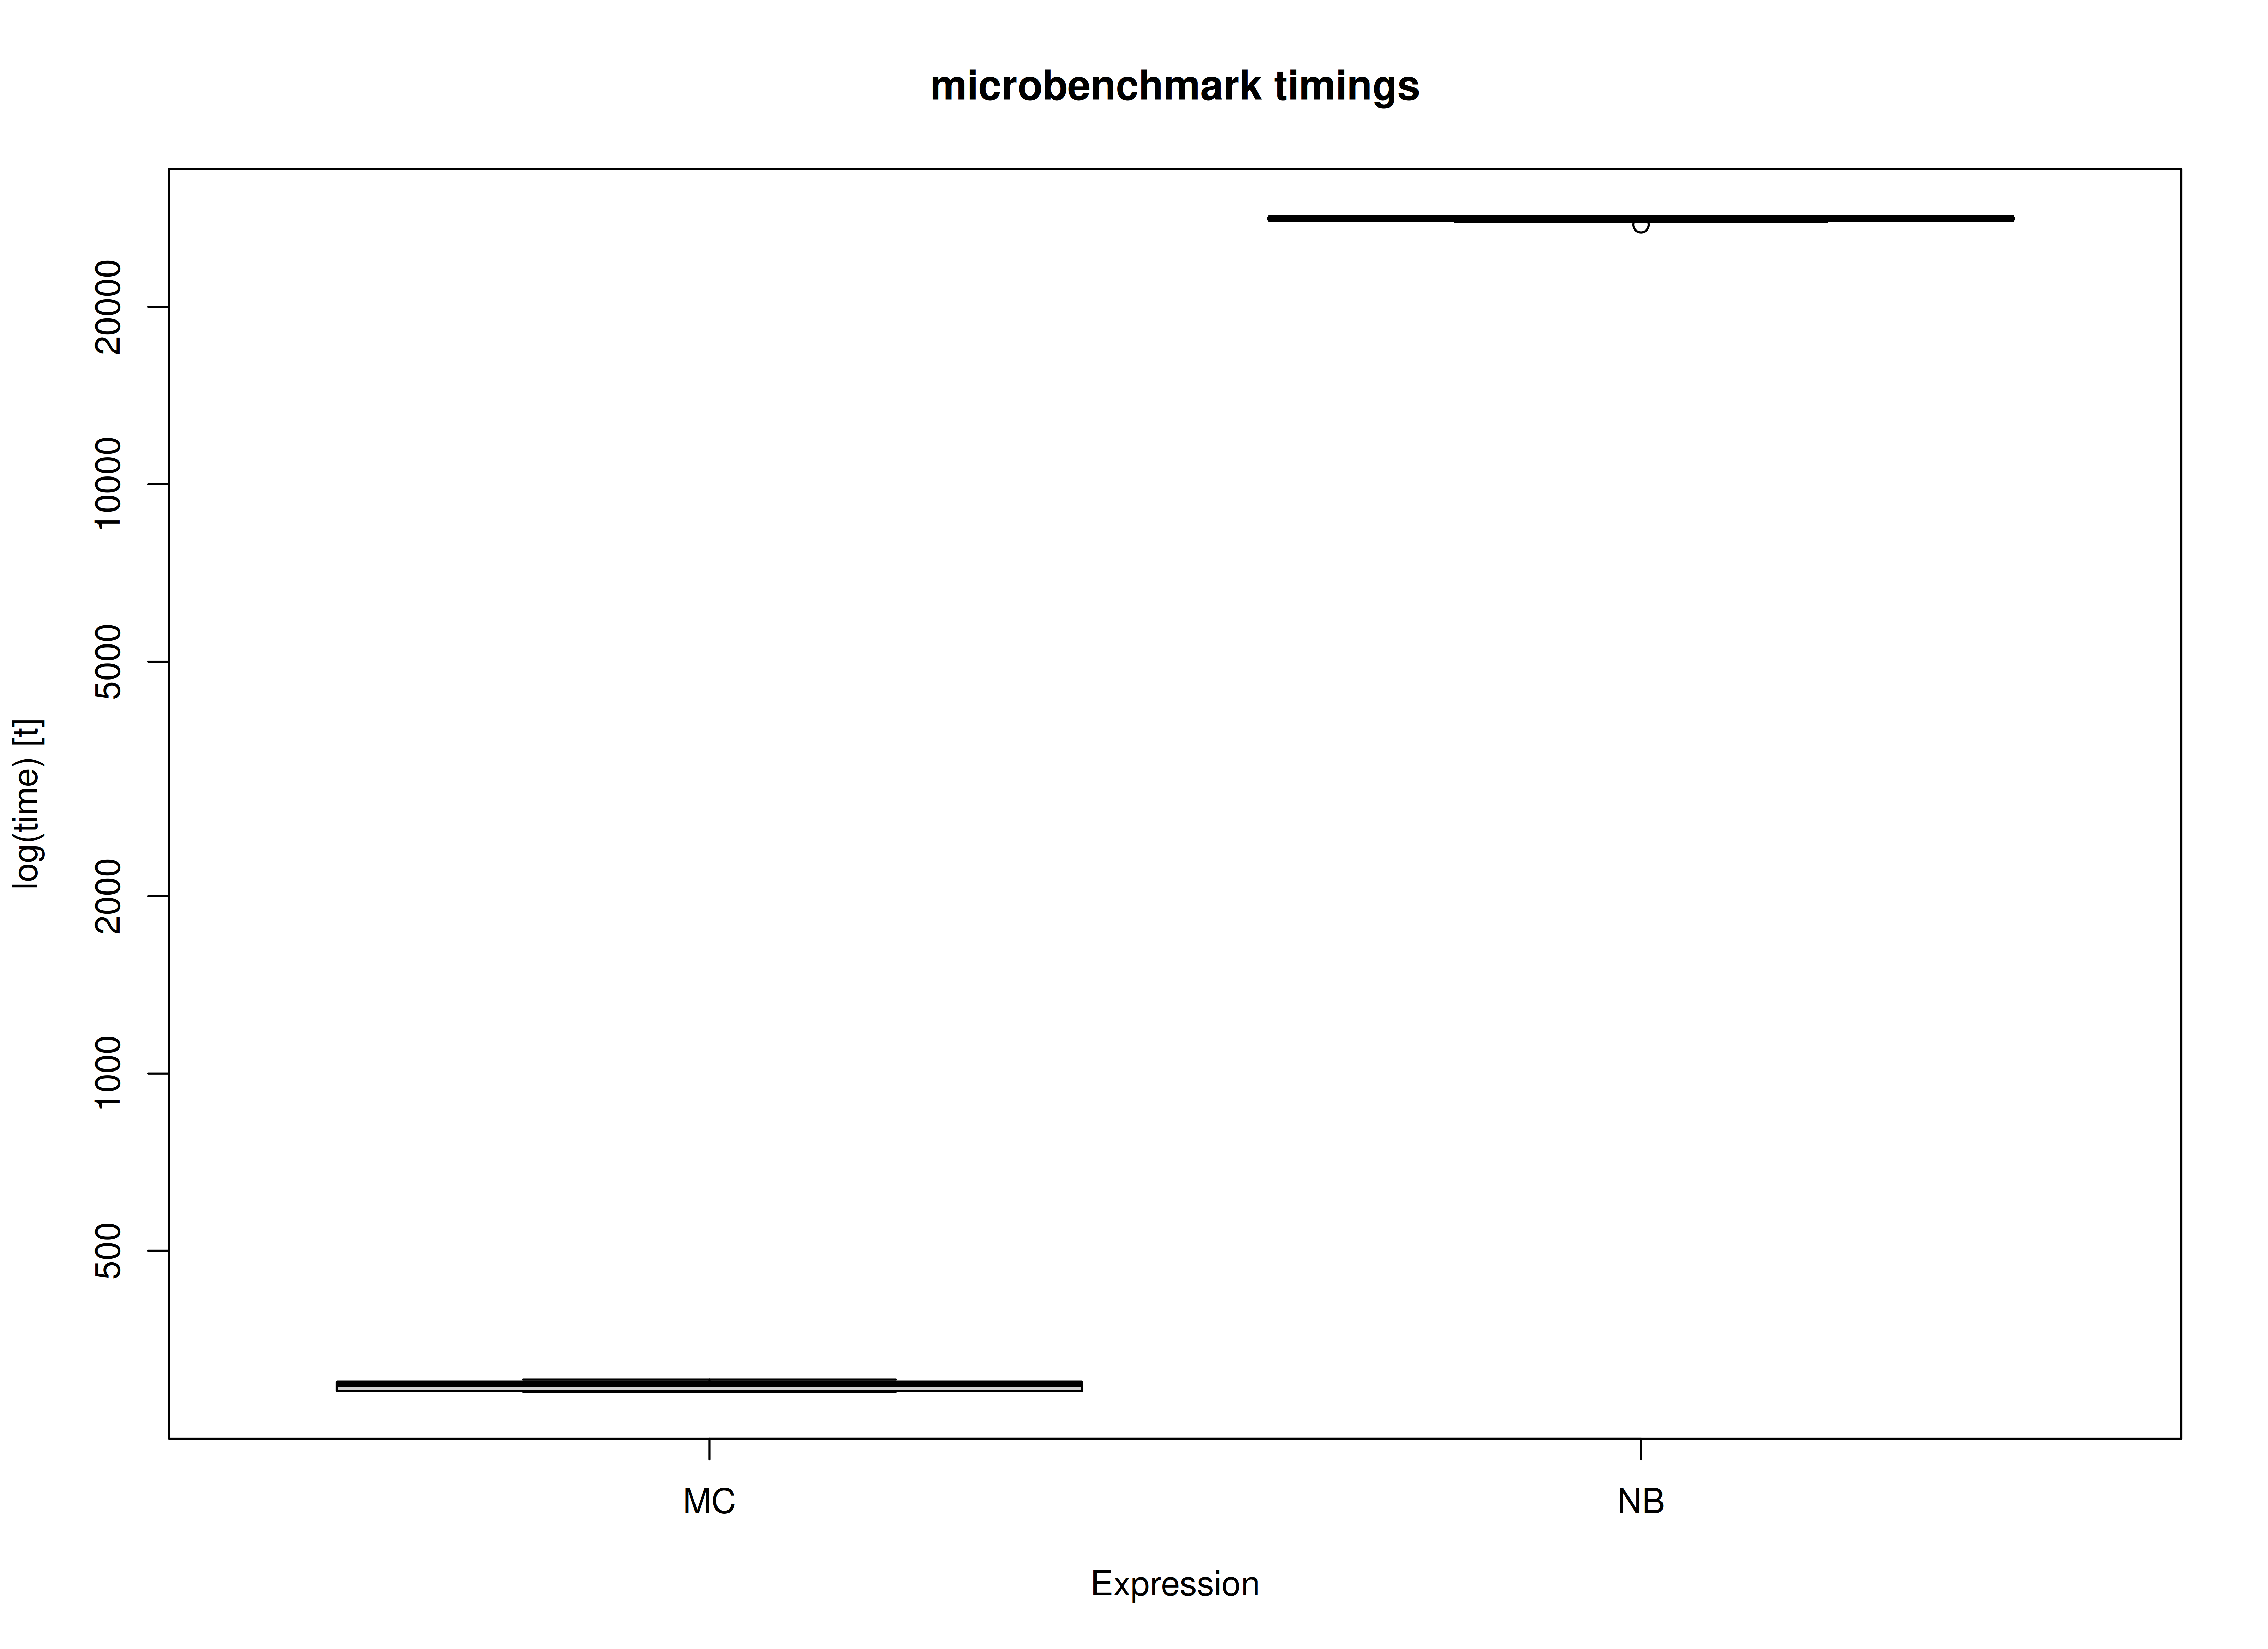 microbenchmark timings
log(time) [t]
20000
10000
5000
2000
1000
500
MC
NB
Expression